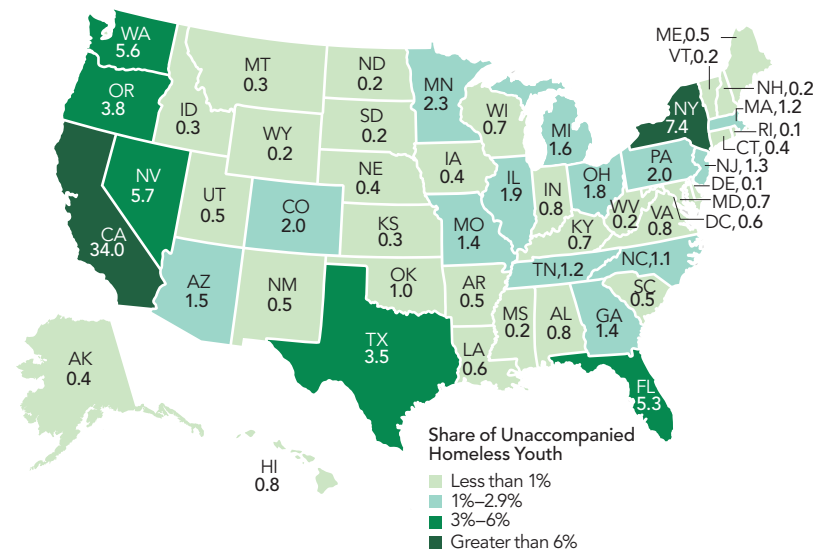 WA
5.6
OR
3.8
CA
34.0
NV
5.7
ID
0.3
MT
0.3
WY
0.2
UT
0.5
CO
2.0
AZ
1.5
NM
0.5
ND
0.2
SD
0.2
NE
0.4
KS
0.3
OK
1.0
TX
3.5
MN
2.3
IA
0.4
MO
1.4
AR
0.5
LA
0.6
WI
0.7
IL
1.9
MI
1.6
IN
0.8
OH
1.8
KY
0.7
TN,1.2
MS
0.2
AL
0.8
GA
1.4
FL
5.3
SC
0.5
NC,1.1
VA
0.8
WV
0.2
PA
2.0
NY
7.4
ME,0.5
VT,0.2
NH,0.2
MA,1.2
RI,0.1
CT,0.4
NJ,1.3
DE,0.1
MD,0.7
DC,0.6
AK
0.4
HI
0.8
Share of Unaccompanied
Homeless Youth
Less than 1%
1%–2.9%
3%–6%
Greater than 6%